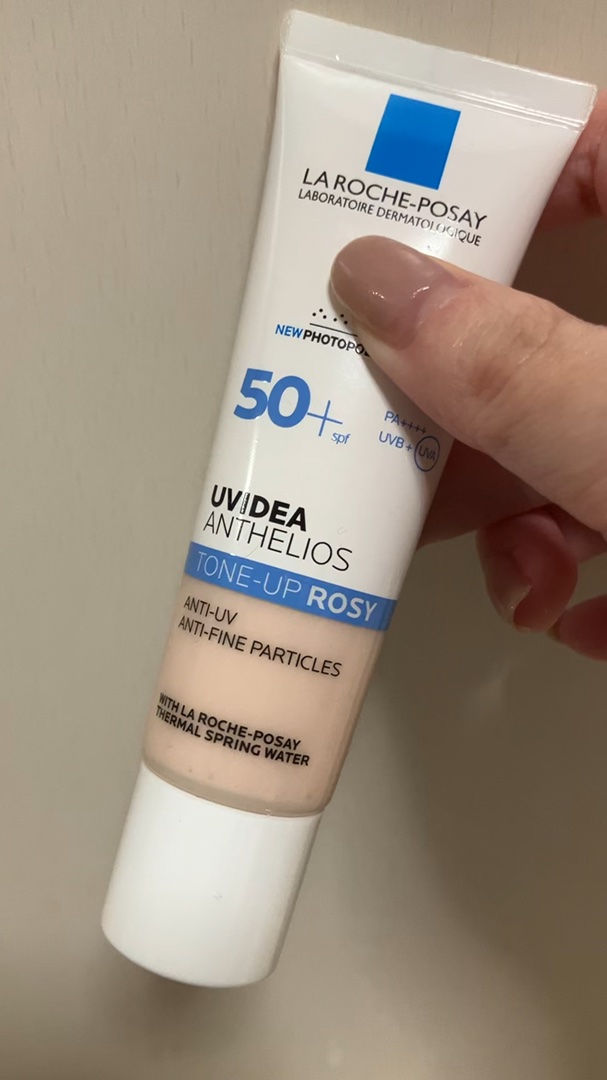 LA ROCHE-POSAY
LABORATOIRE DERMATOLOGIQUE
50+
spf
PA++++
UVB + UVA
UVIDEA
ANTHELIOS
TONE-UP ROSY
ANTI-UV
ANTI-FINE PARTICLES
WITH LA ROCHE-POSAY
THERMAL SPRING WATER